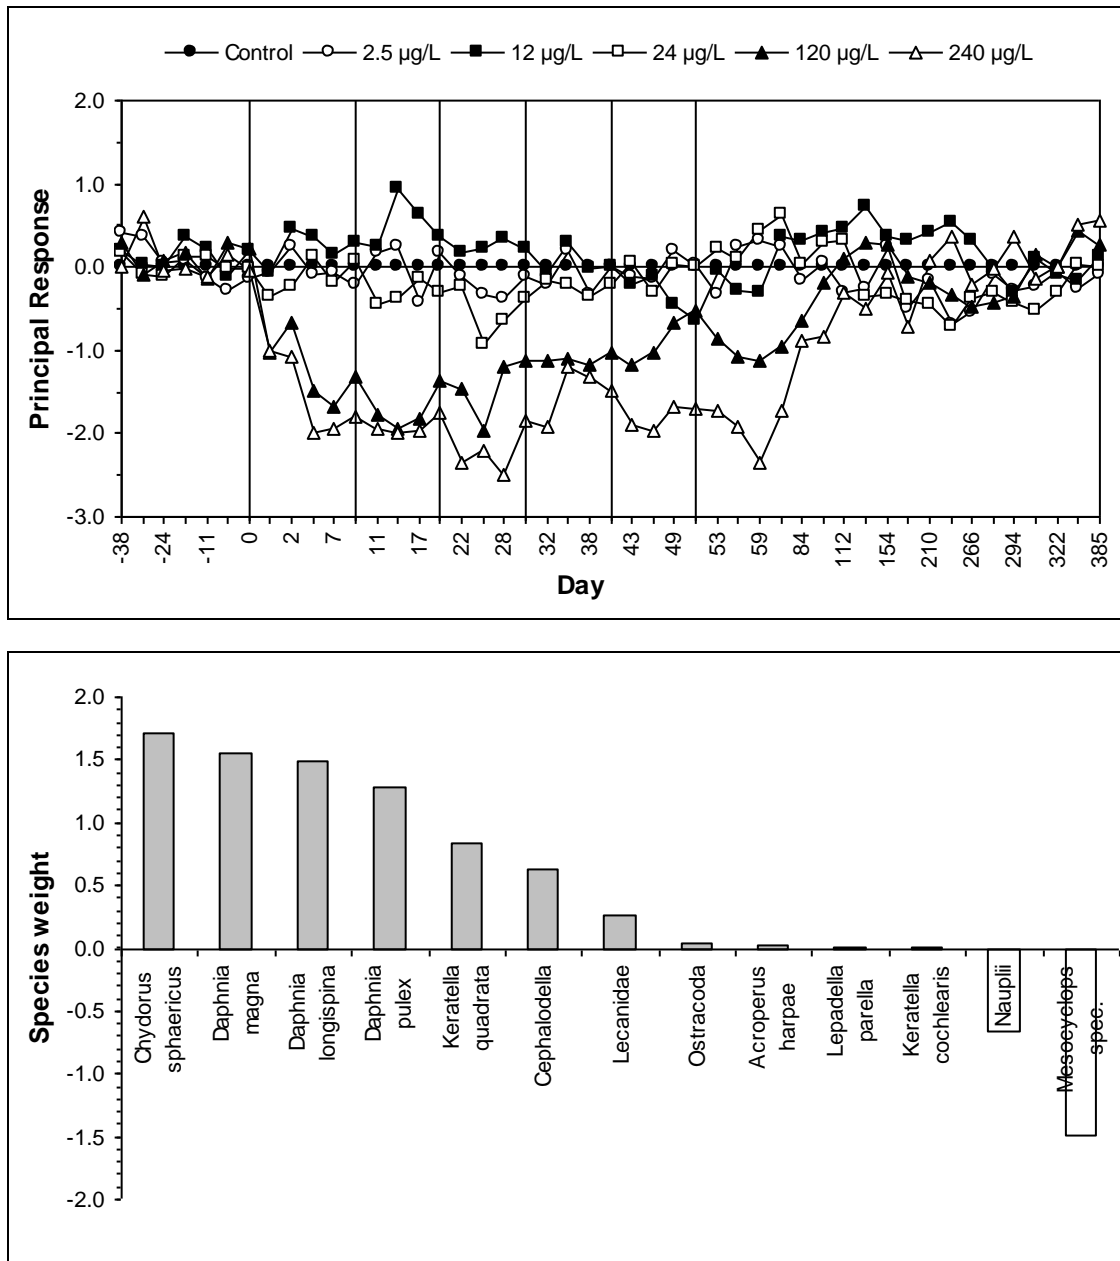 Control 2.5 µg/L 12 µg/L 24 µg/L 120 µg/L 240 µg/L
2.0
1.0
0.0
-1.0
-2.0
-3.0
Principal Response
-38 -24 -11 0 2 7 11 17 22 28 32 38 43 49 53 59 84 112 154 210 266 294 322 385
Day
2.0
1.5
1.0
0.5
0.0
-0.5
-1.0
-1.5
-2.0
Species weight
Chydorus
sphaericus
Daphnia
magna
Daphnia
longispina
Daphnia
pulex
Keratella
quadrata
Cephalodella
Lecanidae
Ostracoda
Acroperus
harpae
Lepadella
parella
Keratella
cochlearis
Nauplii
Mesocyclops
spec.